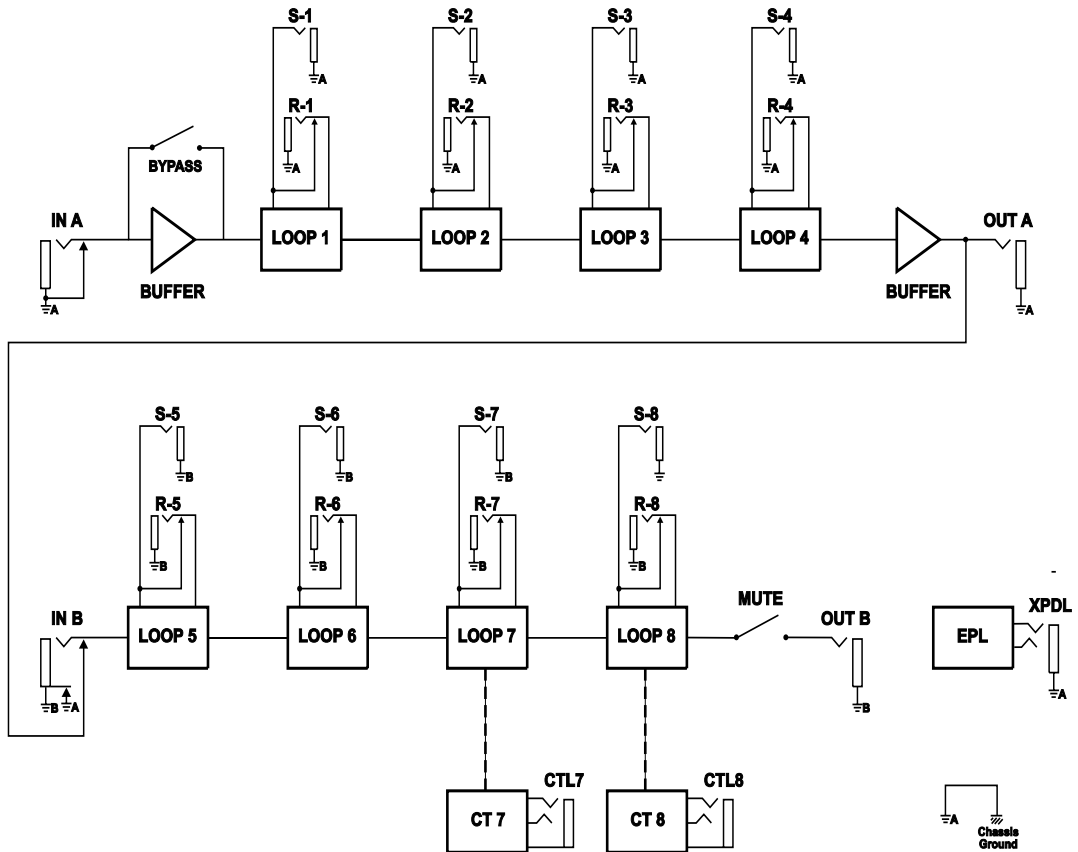 S-1
S-2
S-3
S-4
A
A
A
A
R-1
R-2
R-3
R-4
A
A
A
A
BYPASS
IN A
LOOP 1
LOOP 2
LOOP 3
LOOP 4
OUT A
BUFFER
BUFFER
A
A
S-5
S-6
S-7
S-8
B
B
B
R-5
R-6
R-7
R-8
B
B
B
B
IN B
LOOP 5
LOOP 6
LOOP 7
LOOP 8
MUTE
OUT B
EPL
XPDL
B
A
B
A
CTL7
CTL8
CT 7
CT 8
A
Chassis
Ground